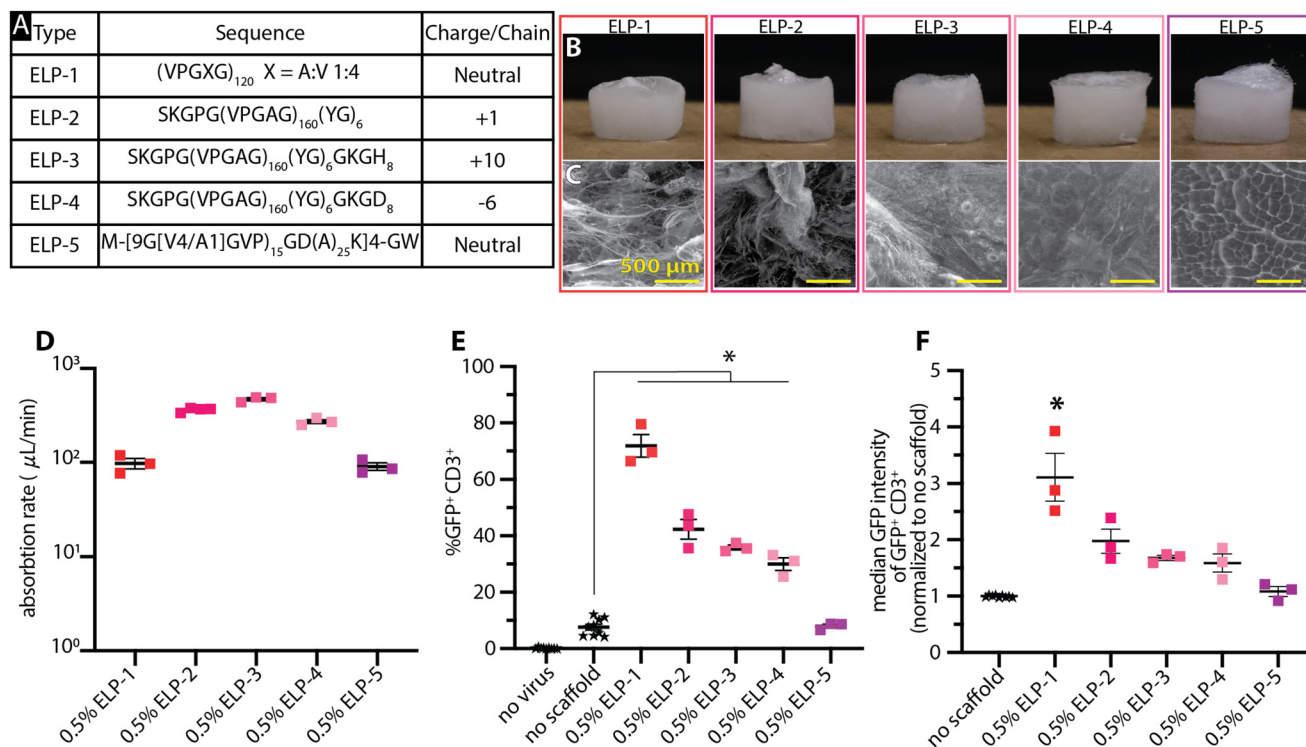 A
Type Sequence Charge/Chain
ELP-1 (VPGXG)₁₂₀ X = A:V 1:4 Neutral
ELP-2 SKGPG(VPGAG)₁₆₀(YG)₆ +1
ELP-3 SKGPG(VPGAG)₁₆₀(YG)₆GKGH₈ +10
ELP-4 SKGPG(VPGAG)₁₆₀(YG)₆GKGD₈ -6
ELP-5 M-[9G[V4/A1]GVP)₁₅GD(A)₂₅K]4-GW Neutral
ELP-1 ELP-2 ELP-3 ELP-4 ELP-5
B
C
500 μm
D
absorption rate ( μL/min)
10³
10²
10¹
10⁰
0.5% ELP-1
0.5% ELP-2
0.5% ELP-3
0.5% ELP-4
0.5% ELP-5
E
%GFP⁺ CD3⁺
100
80
60
40
20
0
*
no virus
no scaffold
0.5% ELP-1
0.5% ELP-2
0.5% ELP-3
0.5% ELP-4
0.5% ELP-5
F
median GFP intensity
of GFP⁺ CD3⁺
(normalized to no scaffold)
5
4
3
2
1
0
*
no scaffold
0.5% ELP-1
0.5% ELP-2
0.5% ELP-3
0.5% ELP-4
0.5% ELP-5